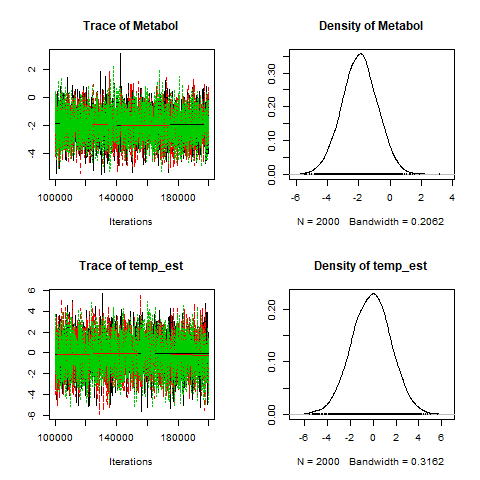 Trace of Metabol
2
0
-2
-4
100000 140000 180000
Iterations
Density of Metabol
0.30
0.20
0.10
0.00
-6 -4 -2 0 2 4
N = 2000 Bandwidth = 0.2062
Trace of temp_est
6
4
2
0
-2
-4
-6
100000 140000 180000
Iterations
Density of temp_est
0.20
0.10
0.00
-6 -4 -2 0 2 4 6
N = 2000 Bandwidth = 0.3162